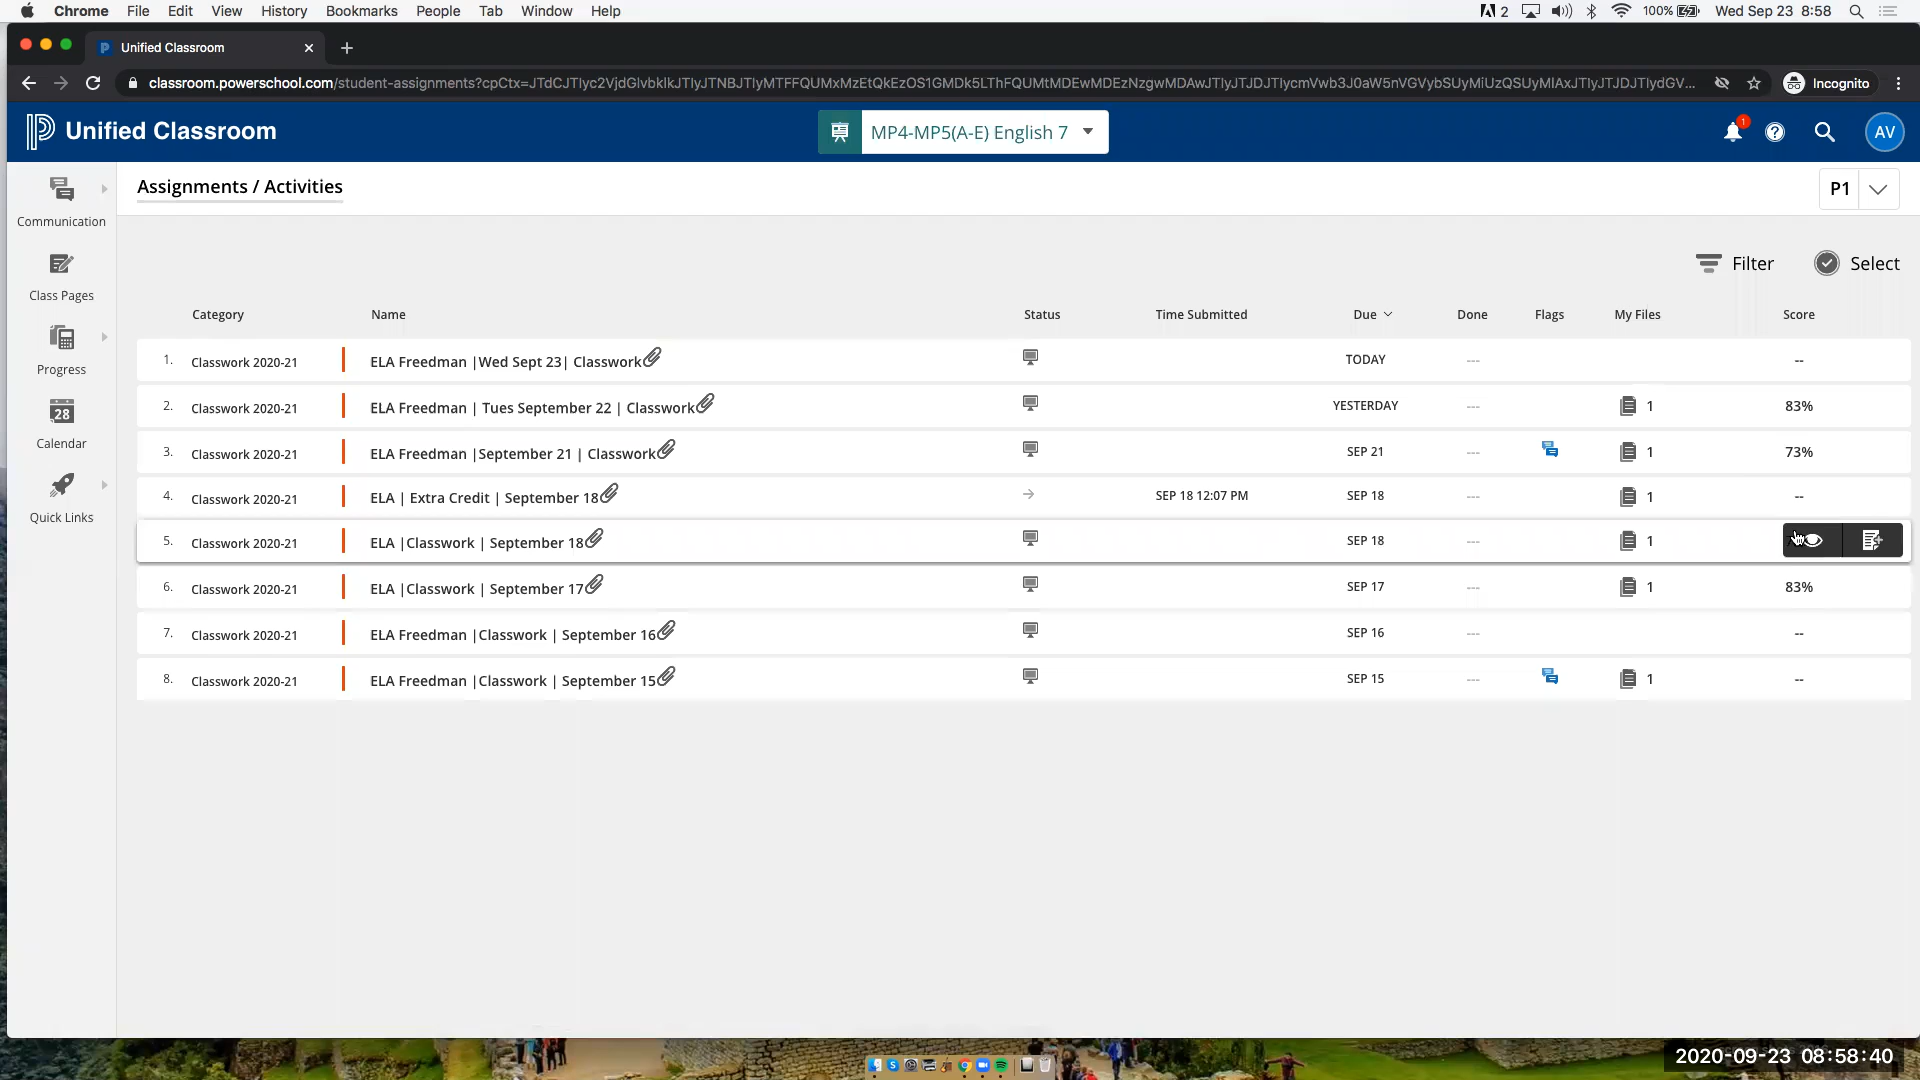 Chrome File Edit View History Bookmarks People Tab Window Help 2 100% Wed Sep 23 8:58
Unified Classroom
Incognito
Unified Classroom MP4-MP5(A-E) English 7 1 AV
Communication
Class Pages
Progress
28
Calendar
Quick Links
Assignments / Activities P1
Filter Select
Category Name Status Time Submitted Due Done Flags My Files Score
1. Classwork 2020-21 ELA Freedman |Wed Sept 23| Classwork TODAY --- --
2. Classwork 2020-21 ELA Freedman | Tues September 22 | Classwork YESTERDAY --- 1 83%
3. Classwork 2020-21 ELA Freedman |September 21 | Classwork SEP 21 --- 1 73%
4. Classwork 2020-21 ELA | Extra Credit | September 18 SEP 18 12:07 PM SEP 18 --- 1 --
5. Classwork 2020-21 ELA |Classwork | September 18 SEP 18 --- 1
6. Classwork 2020-21 ELA |Classwork | September 17 SEP 17 --- 1 83%
7. Classwork 2020-21 ELA Freedman |Classwork | September 16 SEP 16 --- --
8. Classwork 2020-21 ELA Freedman |Classwork | September 15 SEP 15 --- 1 --
2020-09-23 08:58:40